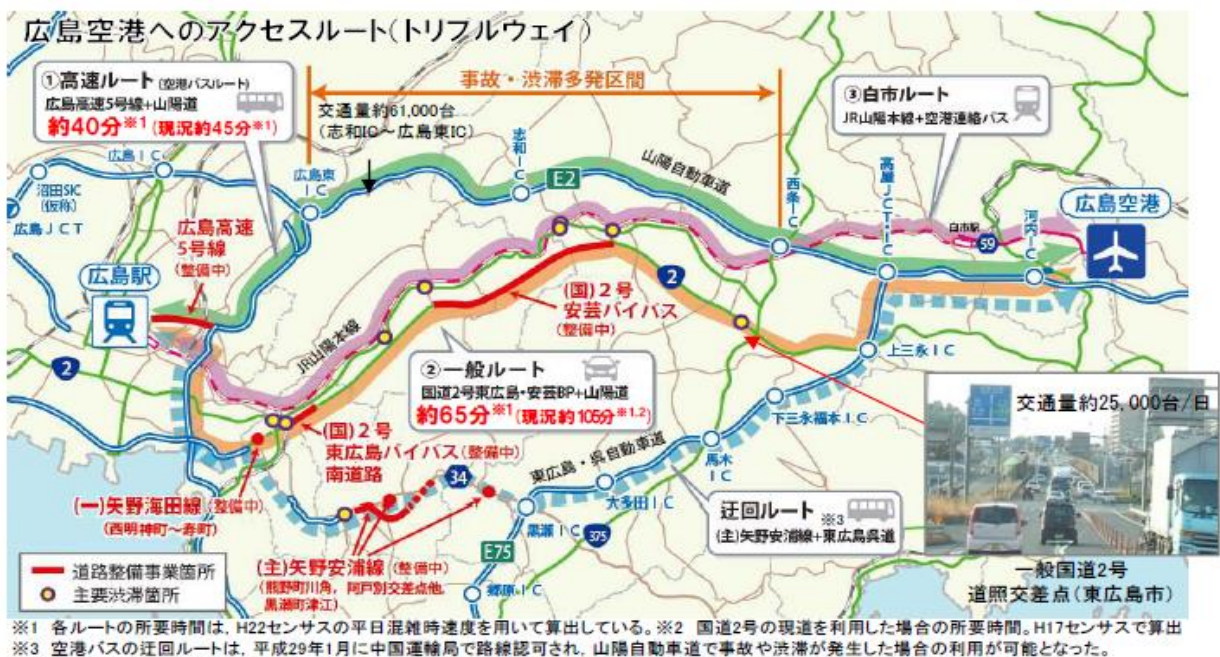 広島空港へのアクセスルート(トリプルウェイ)
①高速ルート(空港バスルート)
広島高速5号線+山陽道
約40分※1(現況約45分※1)
事故・渋滞多発区間
交通量約61,000台
(志和IC～広島東IC)
③白市ルート
JR山陽本線+空港連絡バス
広島IC
沼田SIC
(仮称)
広島JCT
広島東IC
志和IC
E2
山陽自動車道
西条IC
高屋JCT・IC
白市駅
59
河内IC
広島空港
広島高速
5号線
(整備中)
広島駅
2
JR山陽本線
(国)2号
安芸バイパス
(整備中)
2
②一般ルート
国道2号東広島・安芸BP+山陽道
約65分※1(現況約105分※1,2)
上三永IC
下三永福本IC
馬木IC
大多田IC
東広島・呉自動車道
黒瀬IC
375
E75
郷原IC
(国)2号
東広島バイパス(整備中)
南道路
34
(一)矢野海田線(整備中)
(西明神町～寿町)
(主)矢野安浦線(整備中)
(熊野町川角、阿戸別交差点他、
黒瀬町津江)
迂回ルート※3
(主)矢野安浦線+東広島呉道
交通量約25,000台/日
一般国道2号
道照交差点(東広島市)
道路整備事業箇所
主要渋滞箇所
※1 各ルートの所要時間は、H22センサスの平日混雑時速度を用いて算出している。※2 国道2号の現道を利用した場合の所要時間。H17センサスで算出
※3 空港バスの迂回ルートは、平成29年1月に中国運輸局で路線認可され、山陽自動車道で事故や渋滞が発生した場合の利用が可能となった。